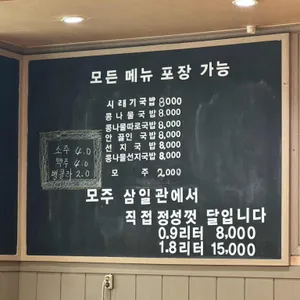 모든 메뉴 포장 가능
시래기국밥 8,000
콩나물국밥 8,000
콩나물따로국밥 8,000
안끓인국밥 8,000
선지국밥 8,000
콩나물선지국밥 8,000
모주 2,000
소주 4.0
맥주 4.0
콜라 2.0
모주 삼일관에서
직접 정성껏 달입니다
0.9리터 8,000
1.8리터 15,000